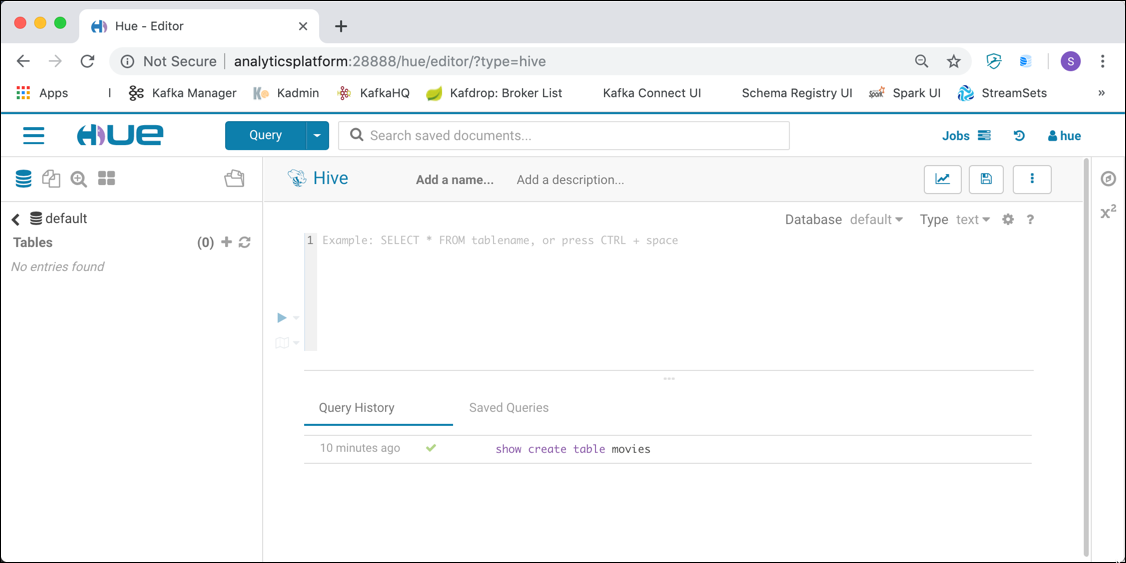 Hue - Editor
Not Secure | analyticsplatform:28888/hue/editor/?type=hive
S
Apps Kafka Manager Kadmin KafkaHQ Kafdrop: Broker List Kafka Connect UI Schema Registry UI Spark UI StreamSets »
HUE Query Search saved documents... Jobs hue
Hive Add a name... Add a description...
default
Database default Type text ?
Tables (0)
1 Example: SELECT * FROM tablename, or press CTRL + space
No entries found
x²
Query History Saved Queries
10 minutes ago show create table movies